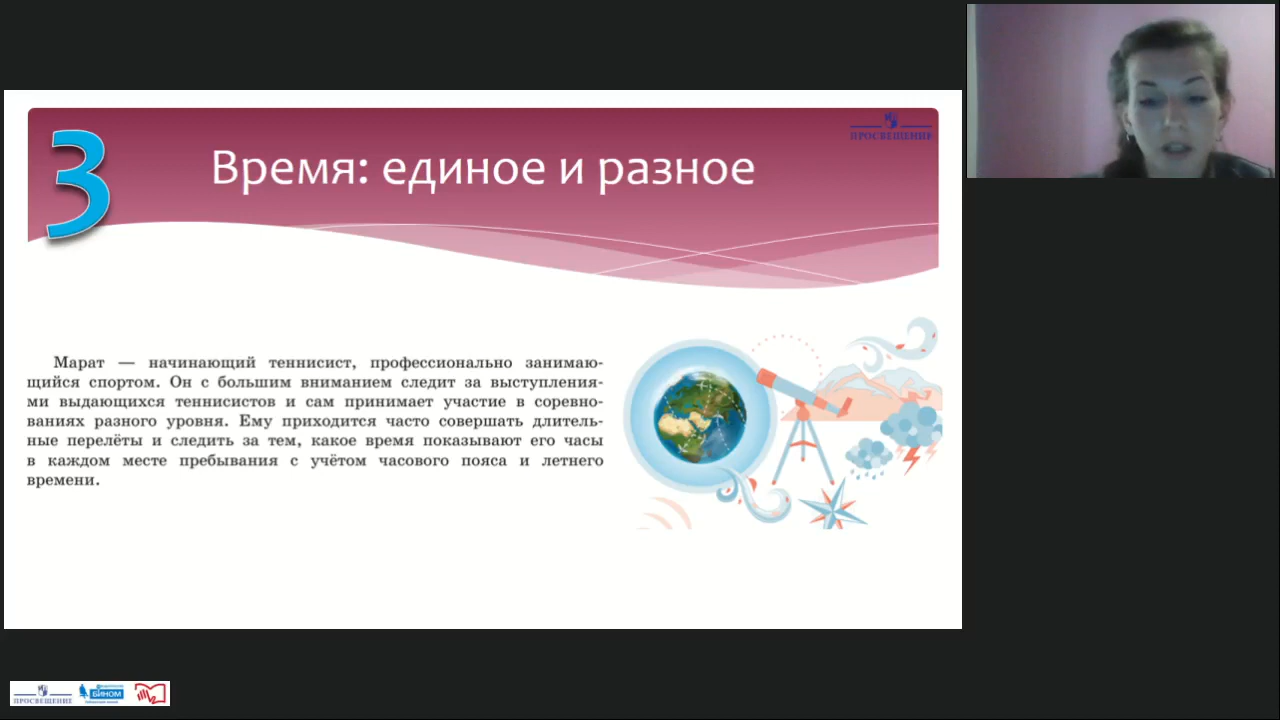 3
Время: единое и разное
ПРОСВЕЩЕНИЕ
Марат — начинающий теннисист, профессионально занимаю-
щийся спортом. Он с большим вниманием следит за выступления-
ми выдающихся теннисистов и сам принимает участие в соревно-
ваниях разного уровня. Ему приходится часто совершать длитель-
ные перелёты и следить за тем, какое время показывают его часы
в каждом месте пребывания с учётом часового пояса и летнего
времени.
ПРОСВЕЩЕНИЕ
БИНОМ